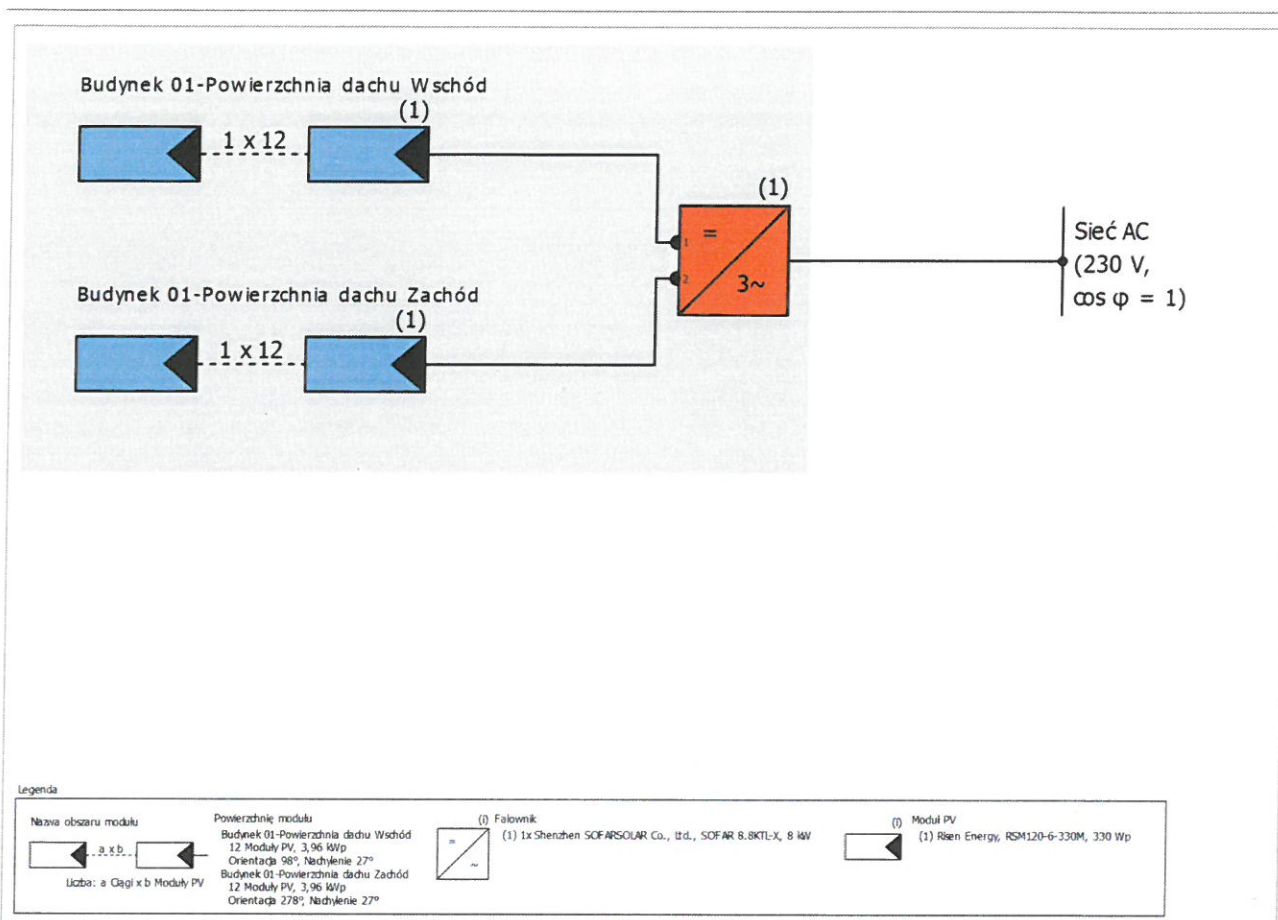 Budynek 01-Powierzchnia dachu Wschód
(1)
1 x 12
(1)
=
1
2
3~
Sieć AC
(230 V,
cos φ = 1)
Budynek 01-Powierzchnia dachu Zachód
(1)
1 x 12
Legenda
Nazwa obszaru modułu
a x b
Liczba: a Ciągi x b Moduły PV
Powierzchnię modułu
Budynek 01-Powierzchnia dachu Wschód
12 Moduły PV, 3,96 kWp
Orientacja 98°, Nachylenie 27°
Budynek 01-Powierzchnia dachu Zachód
12 Moduły PV, 3,96 kWp
Orientacja 278°, Nachylenie 27°
=
~
(i) Falownik
(1) 1x Shenzhen SOFARSOLAR Co., Ltd., SOFAR 8.8KTL-X, 8 kW
(i) Moduł PV
(1) Risen Energy, RSM120-6-330M, 330 Wp